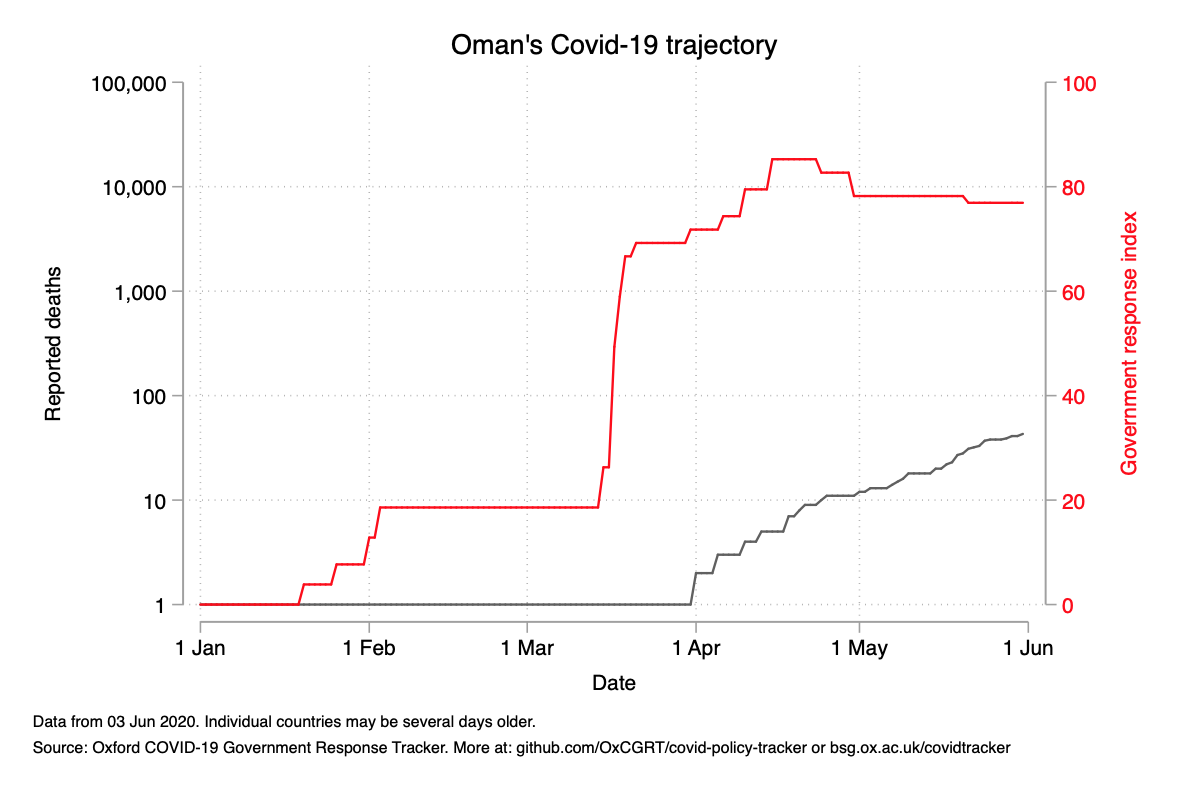 Oman's Covid-19 trajectory
100,000
10,000
1,000
100
10
1
Reported deaths
100
80
60
40
20
0
Government response index
1 Jan
1 Feb
1 Mar
1 Apr
1 May
1 Jun
Date
Data from 03 Jun 2020. Individual countries may be several days older.
Source: Oxford COVID-19 Government Response Tracker. More at: github.com/OxCGRT/covid-policy-tracker or bsg.ox.ac.uk/covidtracker